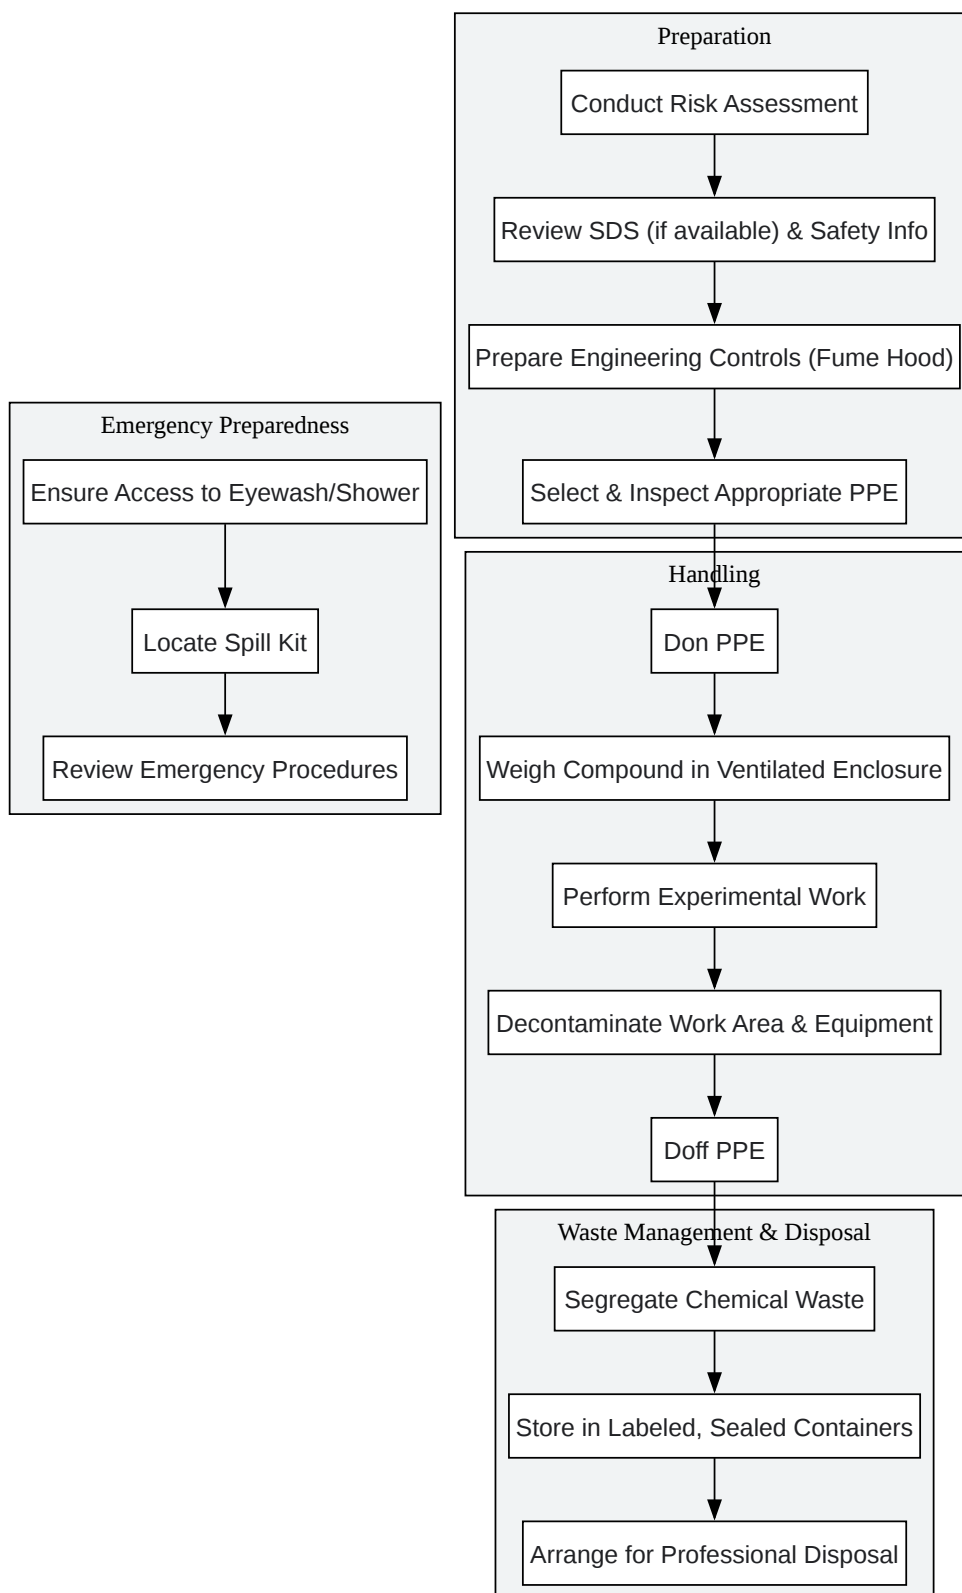 Preparation
Conduct Risk Assessment
Review SDS (if available) & Safety Info
Prepare Engineering Controls (Fume Hood)
Select & Inspect Appropriate PPE
Emergency Preparedness
Ensure Access to Eyewash/Shower
Locate Spill Kit
Review Emergency Procedures
Handling
Don PPE
Weigh Compound in Ventilated Enclosure
Perform Experimental Work
Decontaminate Work Area & Equipment
Doff PPE
Waste Management & Disposal
Segregate Chemical Waste
Store in Labeled, Sealed Containers
Arrange for Professional Disposal